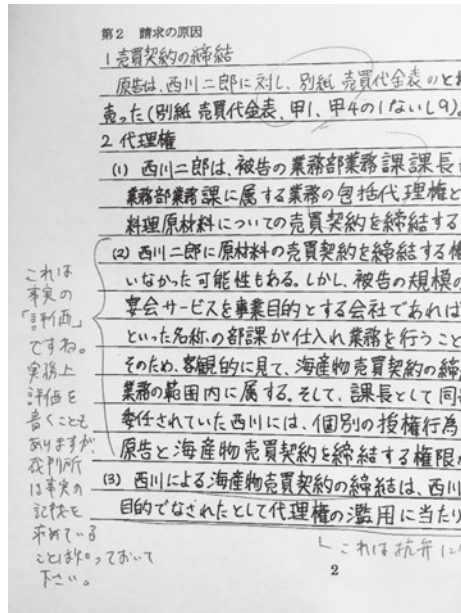 第2 請求の原因
1 売買契約の締結
原告は、西川二郎に対し、別紙 売買代金表のと
売った(別紙 売買代金表、甲1、甲4の1ないし9)。
2 代理権
(1) 西川二郎は、被告の業務部業務課課長
業務部業務課に属する業務の包括代理権と
料理原材料についての売買契約を締結する
(2) 西川二郎に原材料の売買契約を締結する権
いなかった可能性もある。しかし、被告の規模の
宴会サービスを事業目的とする会社であれば
といった名称の部課が仕入れ業務を行うこと
そのため、客観的に見て、海産物売買契約の締
業務の範囲内に属する。そして、課長として同
委任されていた西川には、個別の授権行為
原告と海産物売買契約を締結する権限が
(3) 西川による海産物売買契約の締結は、西川
目的でなされたとして代理権の濫用に当たり
これは
事実の
「評価」
ですね。
実務上
評価を
書くことも
ありますが、
裁判所
は事実の
記載を
求めている
ことは知っておいて
下さい。
これは抗弁に
2